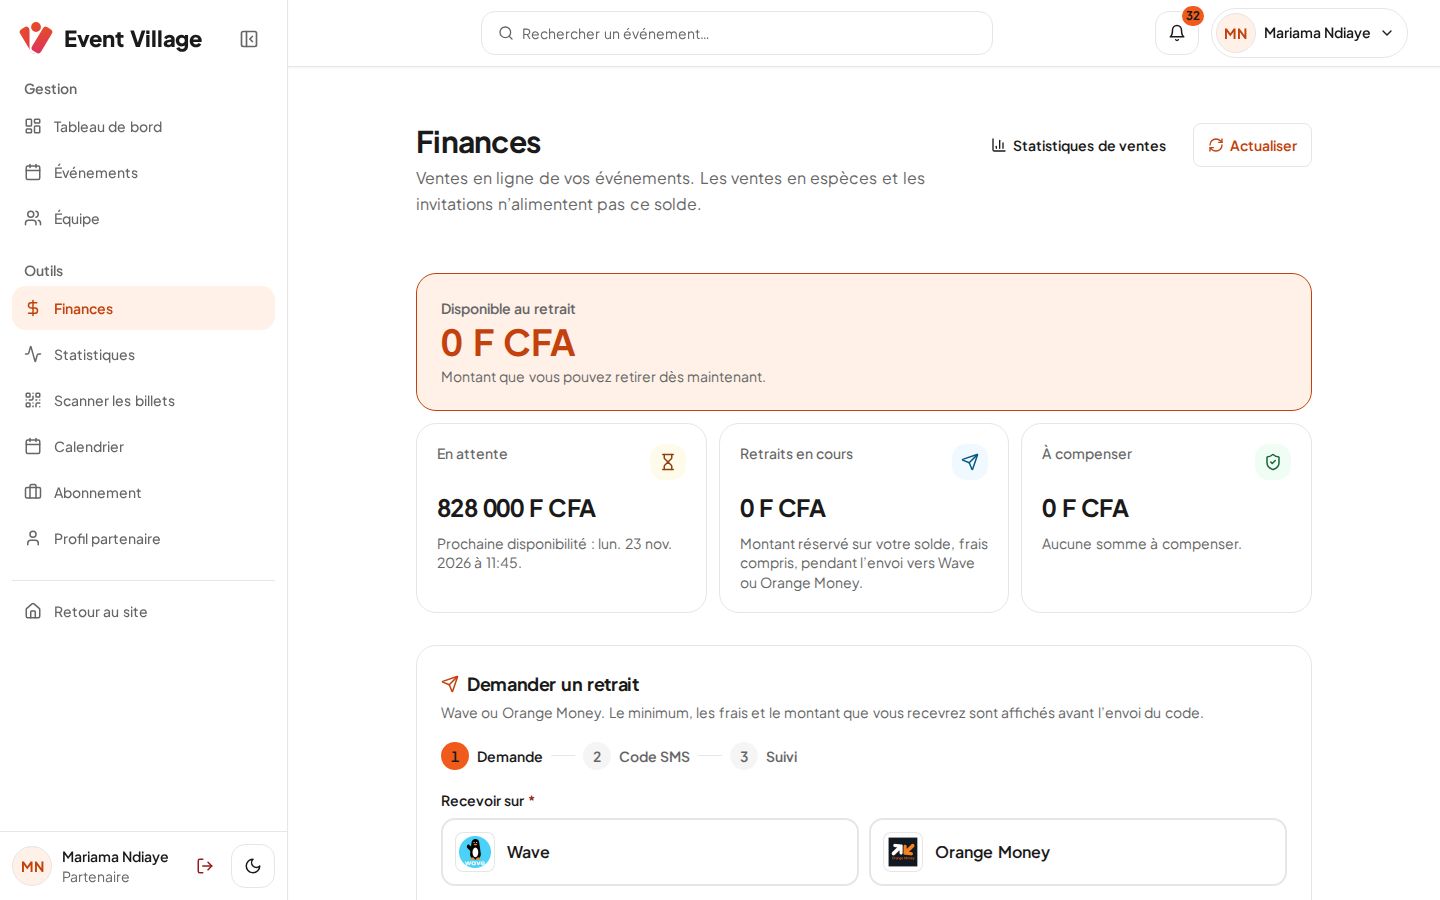 Event Village
Gestion
Tableau de bord
Événements
Équipe
Outils
Finances
Statistiques
Scanner les billets
Calendrier
Abonnement
Profil partenaire
Retour au site
MN
Mariama Ndiaye
Partenaire
Rechercher un événement…
32
MN
Mariama Ndiaye
Finances
Ventes en ligne de vos événements. Les ventes en espèces et les
invitations n’alimentent pas ce solde.
Statistiques de ventes
Actualiser
Disponible au retrait
0 F CFA
Montant que vous pouvez retirer dès maintenant.
En attente
828 000 F CFA
Prochaine disponibilité : lun. 23 nov.
2026 à 11:45.
Retraits en cours
0 F CFA
Montant réservé sur votre solde, frais
compris, pendant l’envoi vers Wave
ou Orange Money.
À compenser
0 F CFA
Aucune somme à compenser.
Demander un retrait
Wave ou Orange Money. Le minimum, les frais et le montant que vous recevrez sont affichés avant l’envoi du code.
1 Demande
2 Code SMS
3 Suivi
Recevoir sur *
wave
Wave
Orange Money